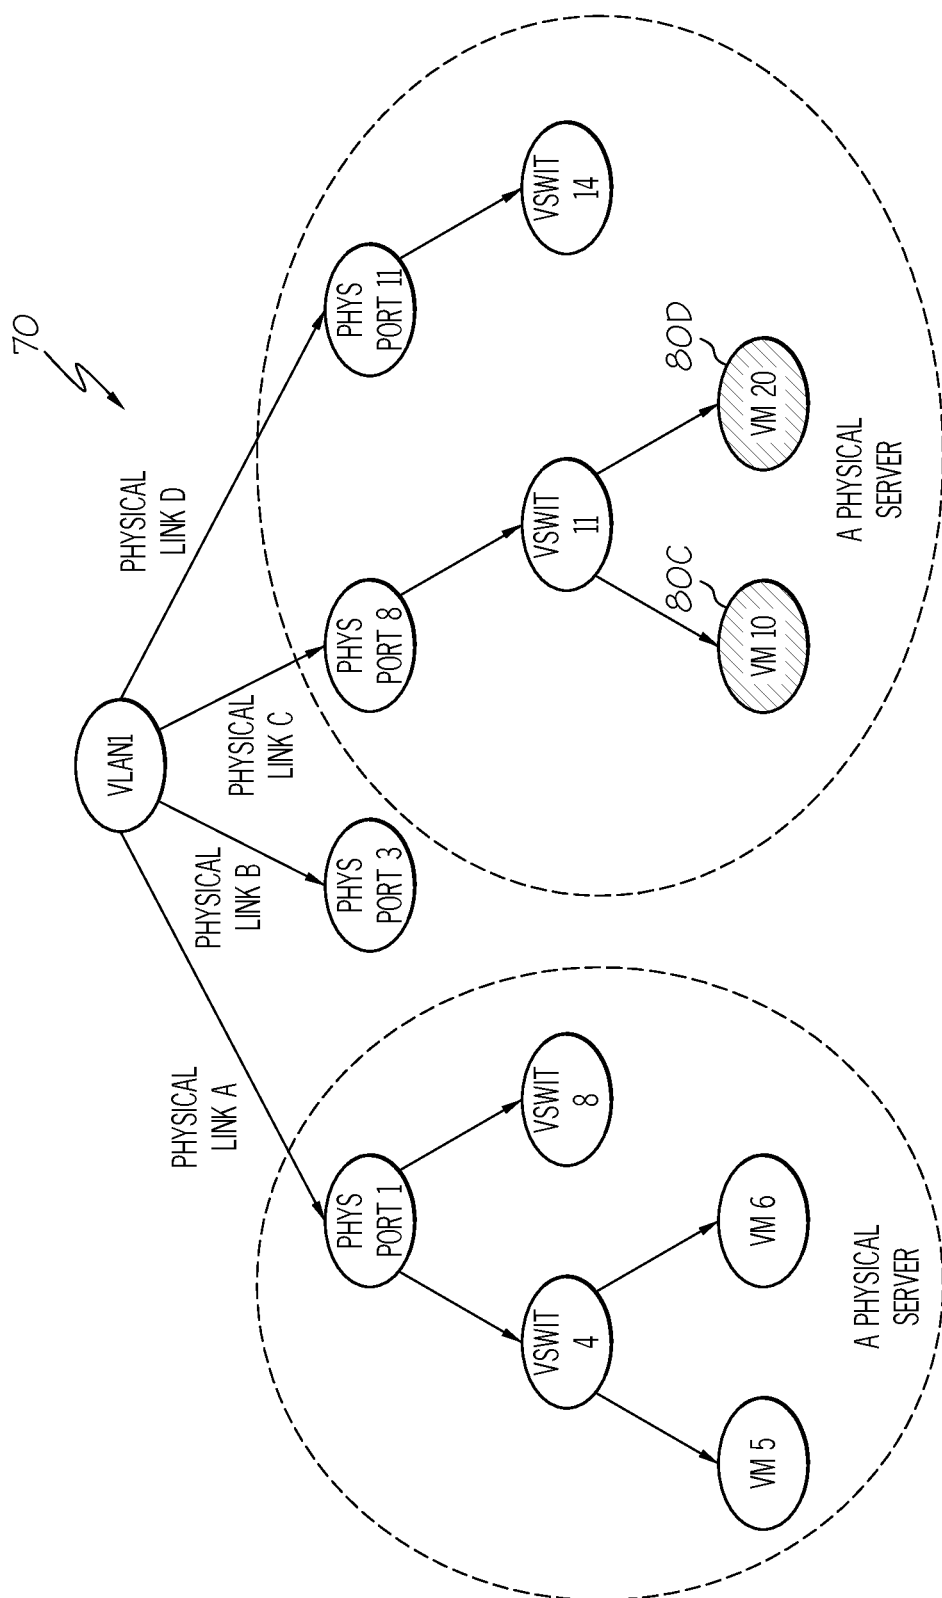 70
VLAN1
PHYSICAL
LINK A
PHYSICAL
LINK B
PHYSICAL
LINK C
PHYSICAL
LINK D
PHYS
PORT 1
PHYS
PORT 3
PHYS
PORT 8
PHYS
PORT 11
VSWIT
4
VSWIT
8
VSWIT
11
VSWIT
14
VM 5
VM 6
80C
VM 10
80D
VM 20
A PHYSICAL
SERVER
A PHYSICAL
SERVER